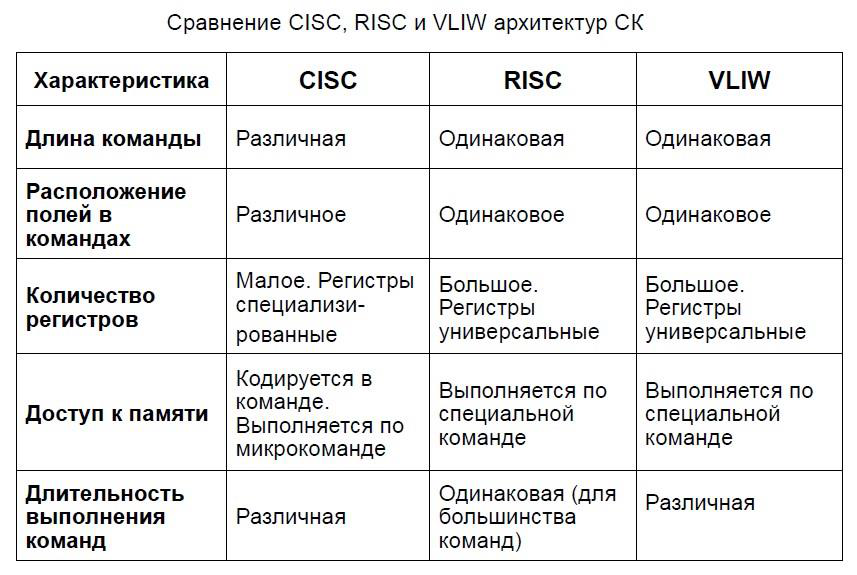 Сравнение CISC, RISC и VLIW архитектур СК
Характеристика CISC RISC VLIW
Длина команды Различная Одинаковая Одинаковая
Расположение
полей в
командах
Различное Одинаковое Одинаковое
Количество
регистров
Малое. Регистры
специализи-
рованные
Большое.
Регистры
универсальные
Большое.
Регистры
универсальные
Доступ к памяти
Кодируется в
команде.
Выполняется по
микрокоманде
Выполняется по
специальной
команде
Выполняется по
специальной
команде
Длительность
выполнения
команд
Различная
Одинаковая (для
большинства
команд)
Различная